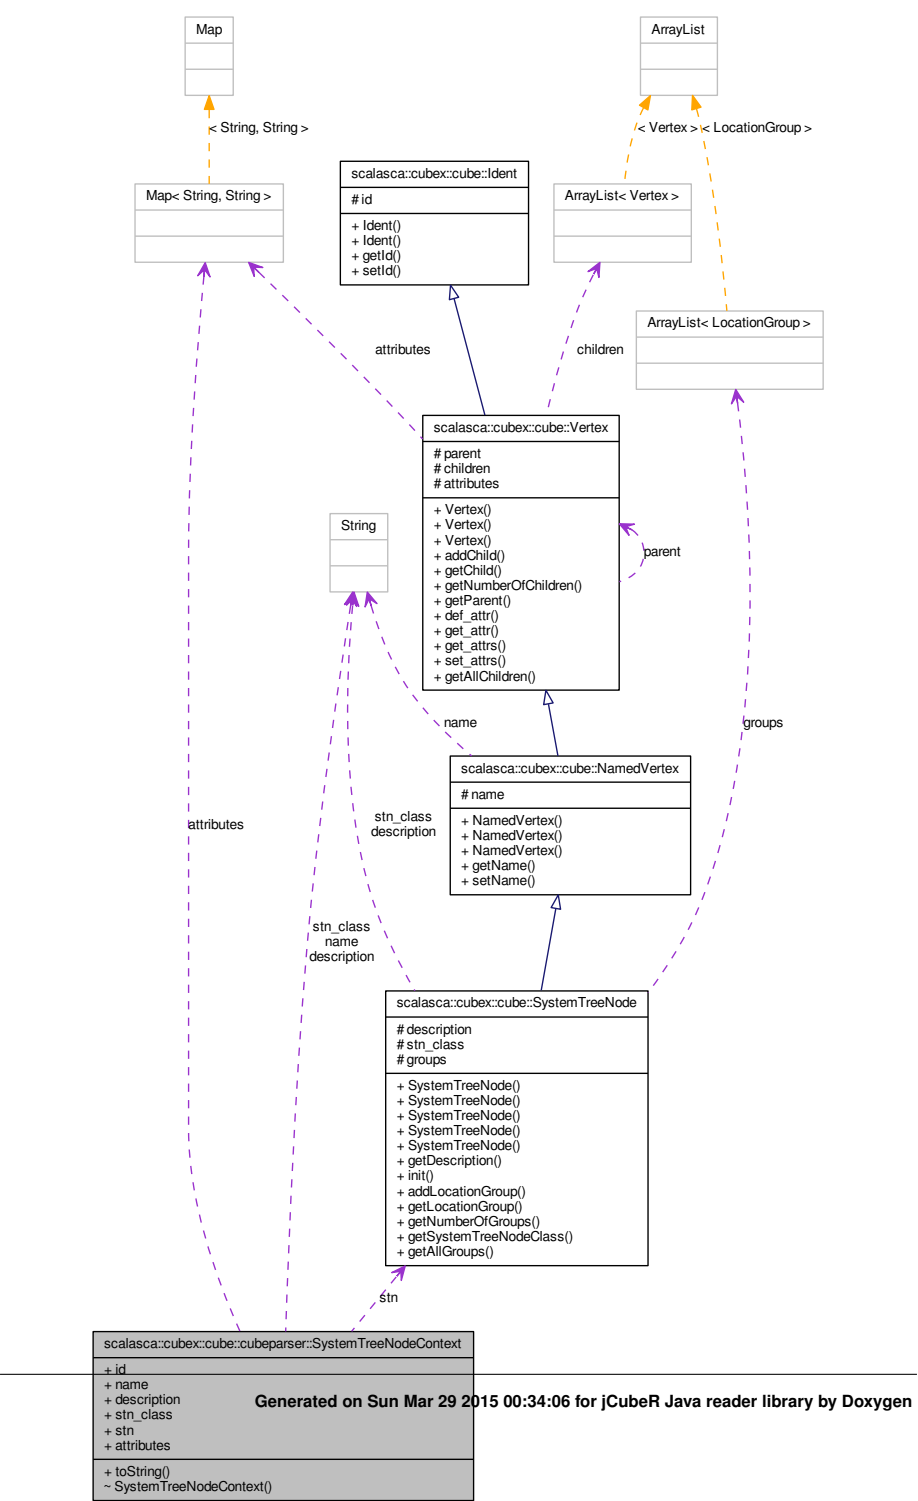 Map
ArrayList
< String, String >
< Vertex >
< LocationGroup >
scalasca::cubex::cube::Ident
# id
+ Ident()
+ Ident()
+ getId()
+ setId()
Map< String, String >
ArrayList< Vertex >
ArrayList< LocationGroup >
attributes
children
scalasca::cubex::cube::Vertex
# parent
# children
# attributes
+ Vertex()
+ Vertex()
+ Vertex()
+ addChild()
+ getChild()
+ getNumberOfChildren()
+ getParent()
+ def_attr()
+ get_attr()
+ get_attrs()
+ set_attrs()
+ getAllChildren()
String
parent
name
groups
scalasca::cubex::cube::NamedVertex
# name
+ NamedVertex()
+ NamedVertex()
+ NamedVertex()
+ getName()
+ setName()
attributes
stn_class
description
stn_class
name
description
scalasca::cubex::cube::SystemTreeNode
# description
# stn_class
# groups
+ SystemTreeNode()
+ SystemTreeNode()
+ SystemTreeNode()
+ SystemTreeNode()
+ SystemTreeNode()
+ getDescription()
+ init()
+ addLocationGroup()
+ getLocationGroup()
+ getNumberOfGroups()
+ getSystemTreeNodeClass()
+ getAllGroups()
stn
scalasca::cubex::cube::cubeparser::SystemTreeNodeContext
+ id
+ name
+ description
+ stn_class
+ stn
+ attributes
+ toString()
~ SystemTreeNodeContext()
Generated on Sun Mar 29 2015 00:34:06 for jCubeR Java reader library by Doxygen